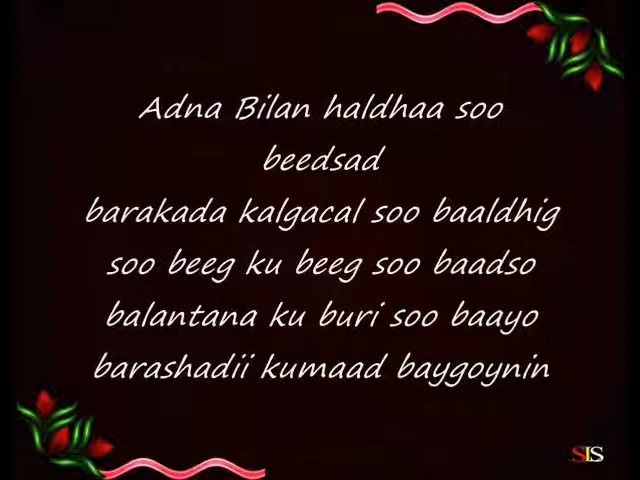 Adna Bilan haldhaa soo
beedsad
barakada kalgacal soo baaldhig
soo beeg ku beeg soo baadso
balantana ku buri soo baayo
barashadii kumaad baygoynin
SIS